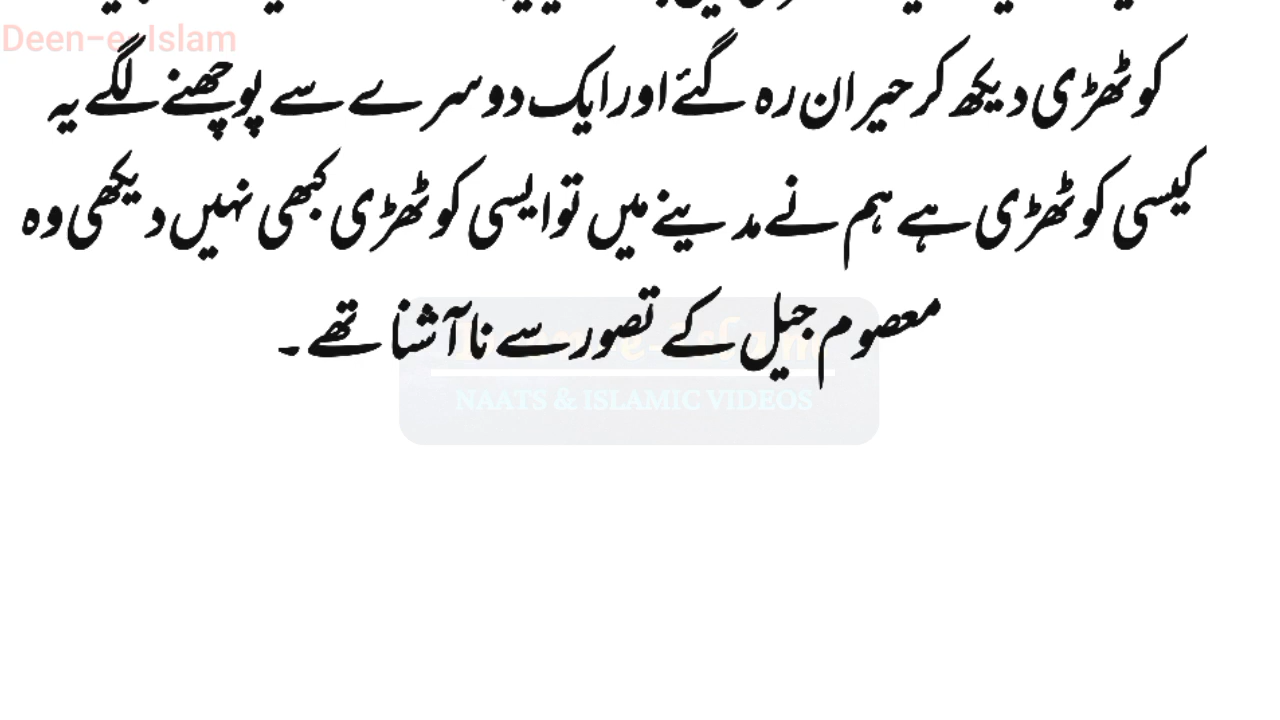 Deen-e-Islam
کوٹھڑی دیکھ کر حیران رہ گئے اور ایک دوسرے سے پوچھنے لگے یہ
کیسی کوٹھڑی ہے ہم نے مدینے میں تو ایسی کوٹھڑی کبھی نہیں دیکھی وہ
معصوم جیل کے تصور سے نا آشنا تھے ۔
NAATS & ISLAMIC VIDEOS